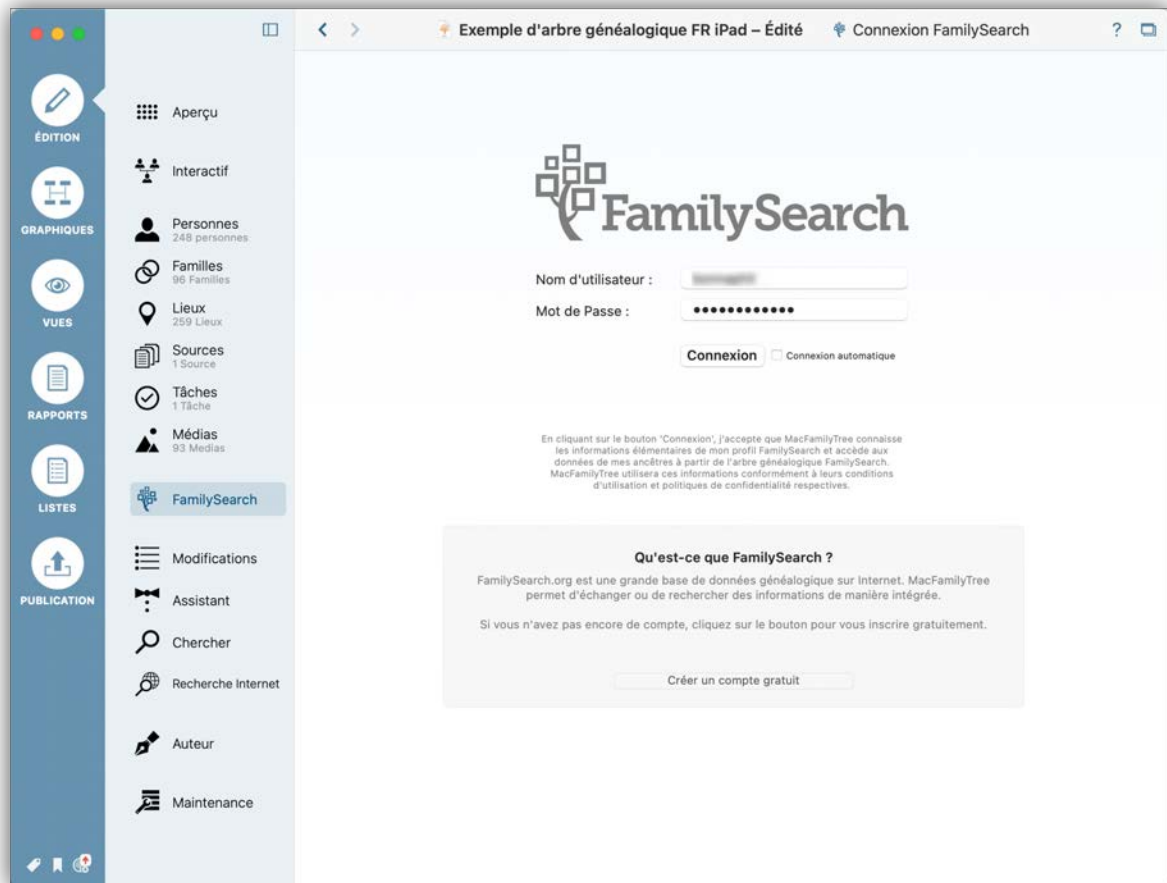 Exemple d'arbre généalogique FR iPad – Édité
Connexion FamilySearch
?
ÉDITION
GRAPHIQUES
VUES
RAPPORTS
LISTES
PUBLICATION
Aperçu
Interactif
Personnes
248 personnes
Familles
96 Familles
Lieux
259 Lieux
Sources
1 Source
Tâches
1 Tâche
Médias
93 Medias
FamilySearch
Modifications
Assistant
Chercher
Recherche Internet
Auteur
Maintenance
FamilySearch
Nom d'utilisateur :
Mot de Passe : ••••••••••••
Connexion
Connexion automatique
En cliquant sur le bouton 'Connexion', j'accepte que MacFamilyTree connaisse
les informations élémentaires de mon profil FamilySearch et accède aux
données de mes ancêtres à partir de l'arbre généalogique FamilySearch.
MacFamilyTree utilisera ces informations conformément à leurs conditions
d'utilisation et politiques de confidentialité respectives.
Qu'est-ce que FamilySearch ?
FamilySearch.org est une grande base de données généalogique sur Internet. MacFamilyTree
permet d'échanger ou de rechercher des informations de manière intégrée.
Si vous n'avez pas encore de compte, cliquez sur le bouton pour vous inscrire gratuitement.
Créer un compte gratuit